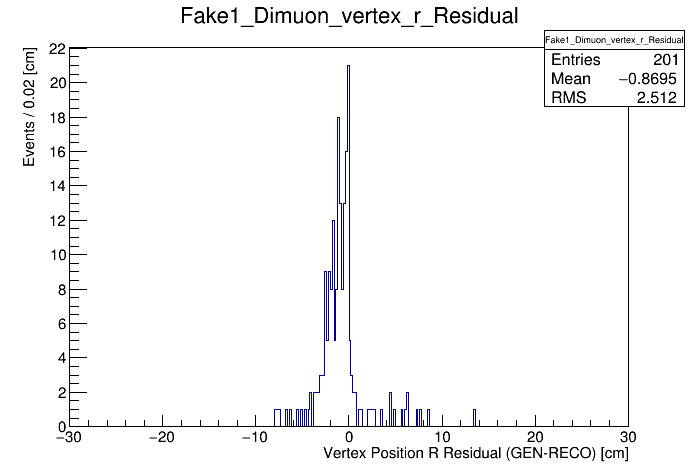 Fake1_Dimuon_vertex_r_Residual
Fake1_Dimuon_vertex_r_Residual
Entries 201
Mean −0.8695
RMS 2.512
Events / 0.02 [cm]
22
20
18
16
14
12
10
8
6
4
2
0
−30 −20 −10 0 10 20 30
Vertex Position R Residual (GEN-RECO) [cm]